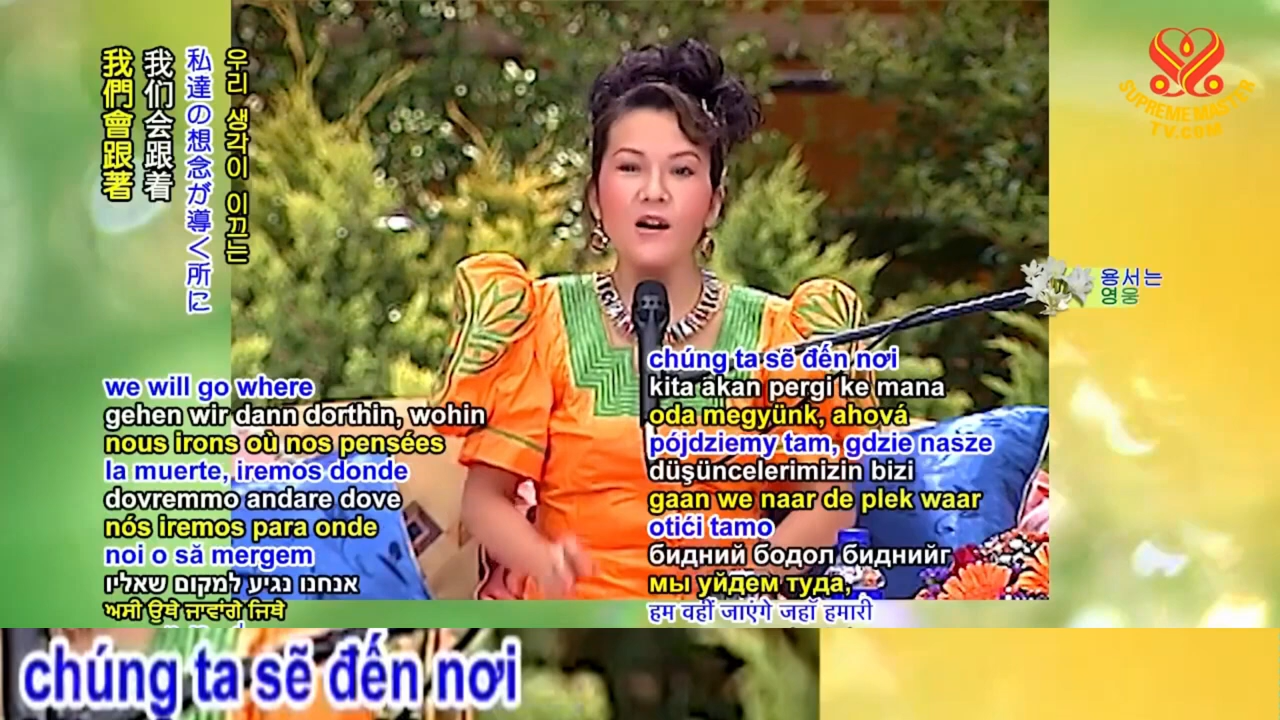 우리 생각이 이끄는
私達の想念が導く所に
我们会跟着
我們會跟著
SUPREME MASTER
TV.COM
용서는
영웅
we will go where
gehen wir dann dorthin, wohin
nous irons où nos pensées
la muerte, iremos donde
dovremmo andare dove
nós iremos para onde
noi o să mergem
אנחנו נגיע למקום שאליו
ਅਸੀ ਉਥੇ ਜਾਵਾਂਗੇ ਜਿਥੇ
chúng ta sẽ đến nơi
kita akan pergi ke mana
oda megyünk, ahová
pójdziemy tam, gdzie nasze
düşüncelerimizin bizi
gaan we naar de plek waar
otići tamo
бидний бодол биднийг
мы уйдем туда,
हम वहीं जाएंगे जहाँ हमारी
chúng ta sẽ đến nơi